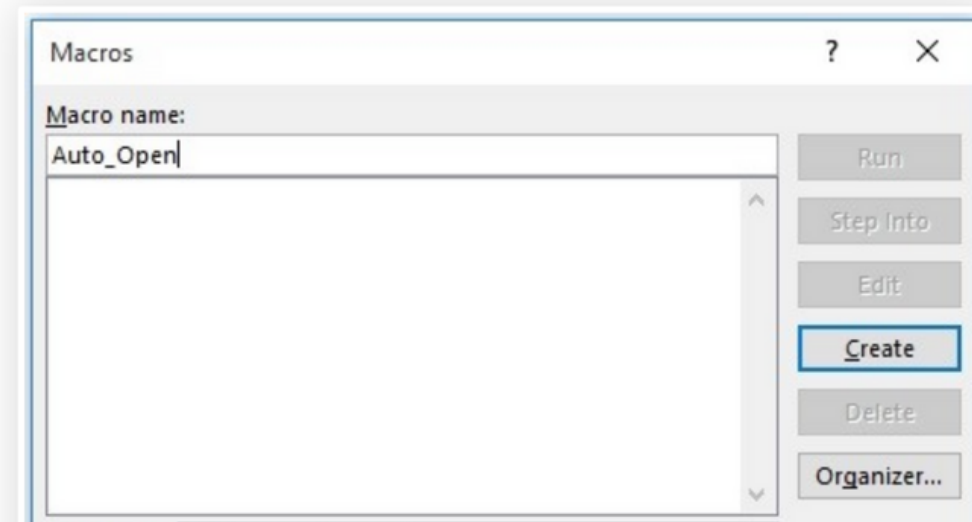 Macros ?
Macro name:
Auto_Open
Run
Step Into
Edit
Create
Delete
Organizer...